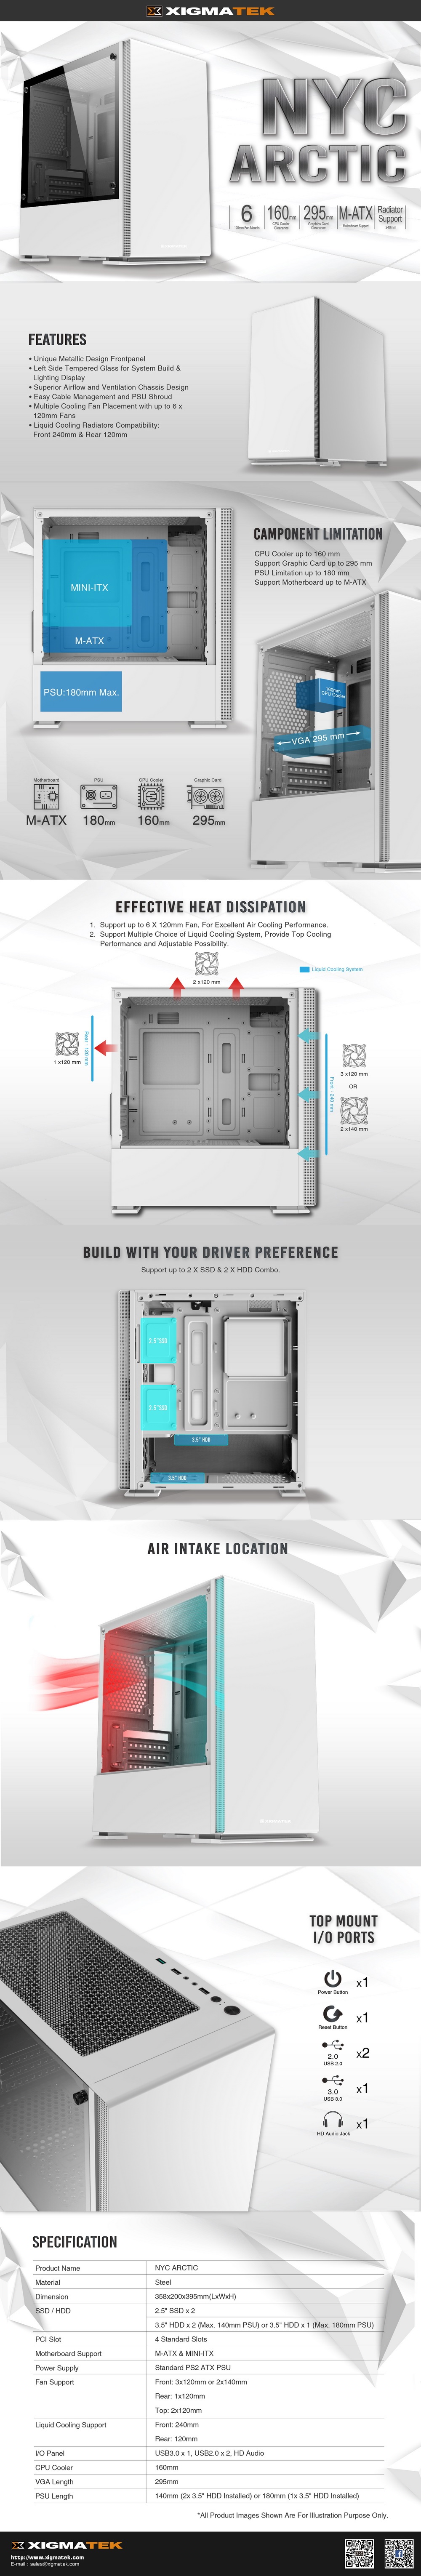 XIGMATEK
NYC
ARCTIC
6
120mm Fan Mounts
160mm
CPU Cooler
Clearance
295mm
Graphics Card
Clearance
M-ATX
Motherboard Support
Radiator
Support
240mm
FEATURES
• Unique Metallic Design Frontpanel
• Left Side Tempered Glass for System Build &
Lighting Display
• Superior Airflow and Ventilation Chassis Design
• Easy Cable Management and PSU Shroud
• Multiple Cooling Fan Placement with up to 6 x
120mm Fans
• Liquid Cooling Radiators Compatibility:
Front 240mm & Rear 120mm
CAMPONENT LIMITATION
CPU Cooler up to 160 mm
Support Graphic Card up to 295 mm
PSU Limitation up to 180 mm
Support Motherboard up to M-ATX
MINI-ITX
M-ATX
PSU:180mm Max.
160mm
CPU Cooler
VGA 295 mm
Motherboard
M-ATX
PSU
180mm
CPU Cooler
160mm
Graphic Card
295mm
EFFECTIVE HEAT DISSIPATION
1. Support up to 6 X 120mm Fan, For Excellent Air Cooling Performance.
2. Support Multiple Choice of Liquid Cooling System, Provide Top Cooling
Performance and Adjustable Possibility.
2 x120 mm
Liquid Cooling System
1 x120 mm
Rear : 120 mm
Front : 240 mm
3 x120 mm
OR
2 x140 mm
BUILD WITH YOUR DRIVER PREFERENCE
Support up to 2 X SSD & 2 X HDD Combo.
2.5"SSD
2.5"SSD
3.5" HDD
3.5" HDD
AIR INTAKE LOCATION
XIGMATEK
TOP MOUNT
I/O PORTS
x1
Power Button
x1
Reset Button
2.0
x2
USB 2.0
3.0
x1
USB 3.0
x1
HD Audio Jack
SPECIFICATION
Product Name NYC ARCTIC
Material Steel
Dimension 358x200x395mm(LxWxH)
SSD / HDD 2.5" SSD x 2
3.5" HDD x 2 (Max. 140mm PSU) or 3.5" HDD x 1 (Max. 180mm PSU)
PCI Slot 4 Standard Slots
Motherboard Support M-ATX & MINI-ITX
Power Supply Standard PS2 ATX PSU
Fan Support Front: 3x120mm or 2x140mm
Rear: 1x120mm
Top: 2x120mm
Liquid Cooling Support Front: 240mm
Rear: 120mm
I/O Panel USB3.0 x 1, USB2.0 x 2, HD Audio
CPU Cooler 160mm
VGA Length 295mm
PSU Length 140mm (2x 3.5" HDD Installed) or 180mm (1x 3.5" HDD Installed)
*All Product Images Shown Are For Illustration Purpose Only.
XIGMATEK
http://www.xigmatek.com
E-mail : sales@xigmatek.com